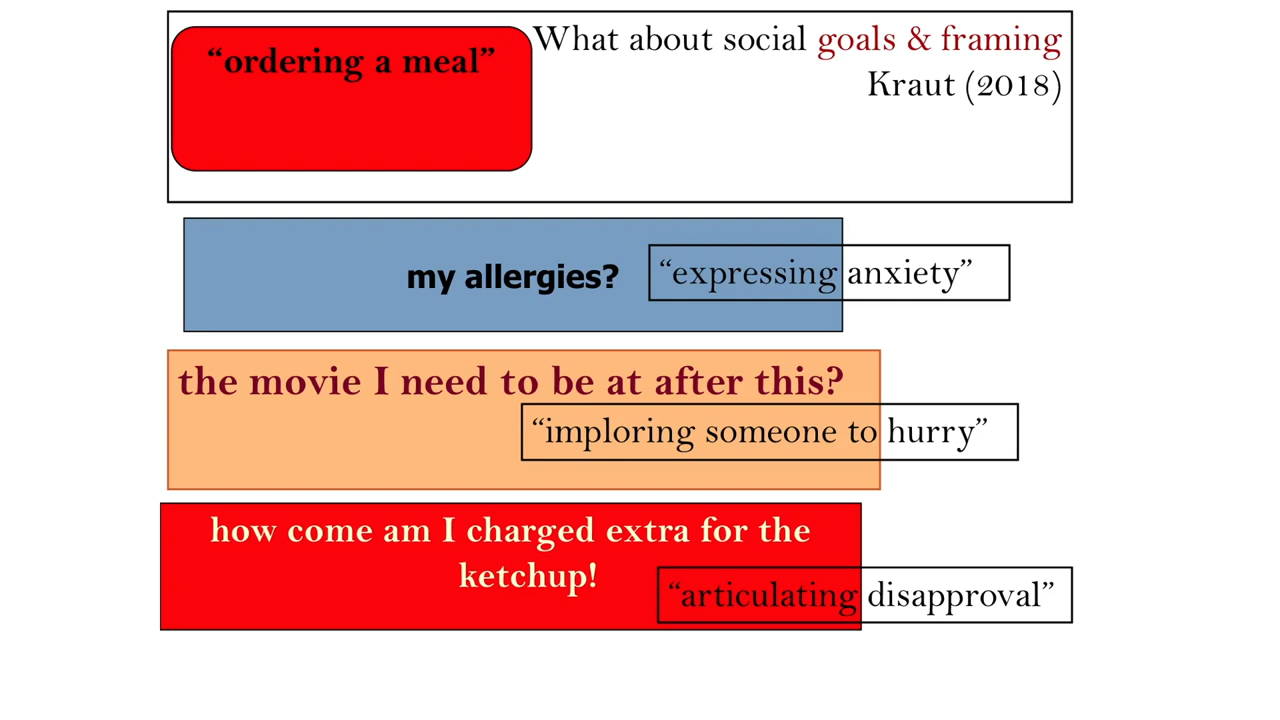 “ordering a meal”
What about social goals & framing
Kraut (2018)
my allergies?
“expressing anxiety”
the movie I need to be at after this?
“imploring someone to hurry”
how come am I charged extra for the
ketchup!
“articulating disapproval”